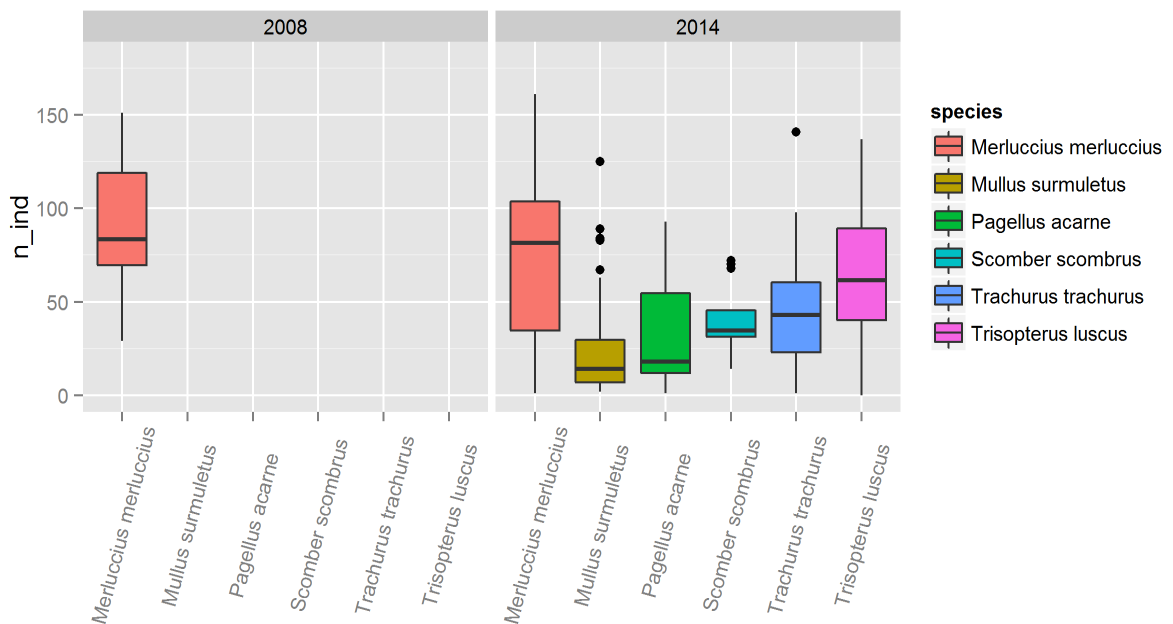 2008
2014
n_ind
150
100
50
0
Merluccius merluccius
Mullus surmuletus
Pagellus acarne
Scomber scombrus
Trachurus trachurus
Trisopterus luscus
Merluccius merluccius
Mullus surmuletus
Pagellus acarne
Scomber scombrus
Trachurus trachurus
Trisopterus luscus
species
Merluccius merluccius
Mullus surmuletus
Pagellus acarne
Scomber scombrus
Trachurus trachurus
Trisopterus luscus